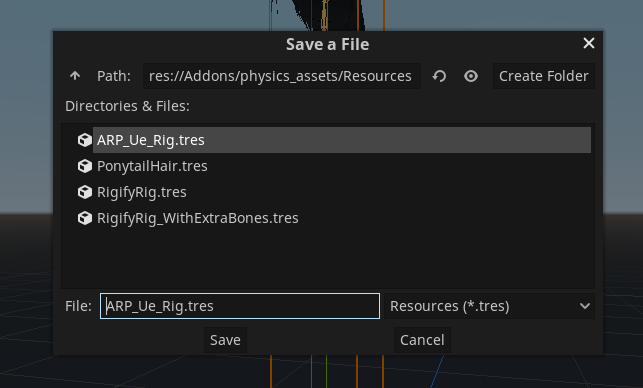 Save a File
Path: res://Addons/physics_assets/Resources Create Folder
Directories & Files:
ARP_Ue_Rig.tres
PonytailHair.tres
RigifyRig.tres
RigifyRig_WithExtraBones.tres
File: ARP_Ue_Rig.tres Resources (*.tres)
Save Cancel